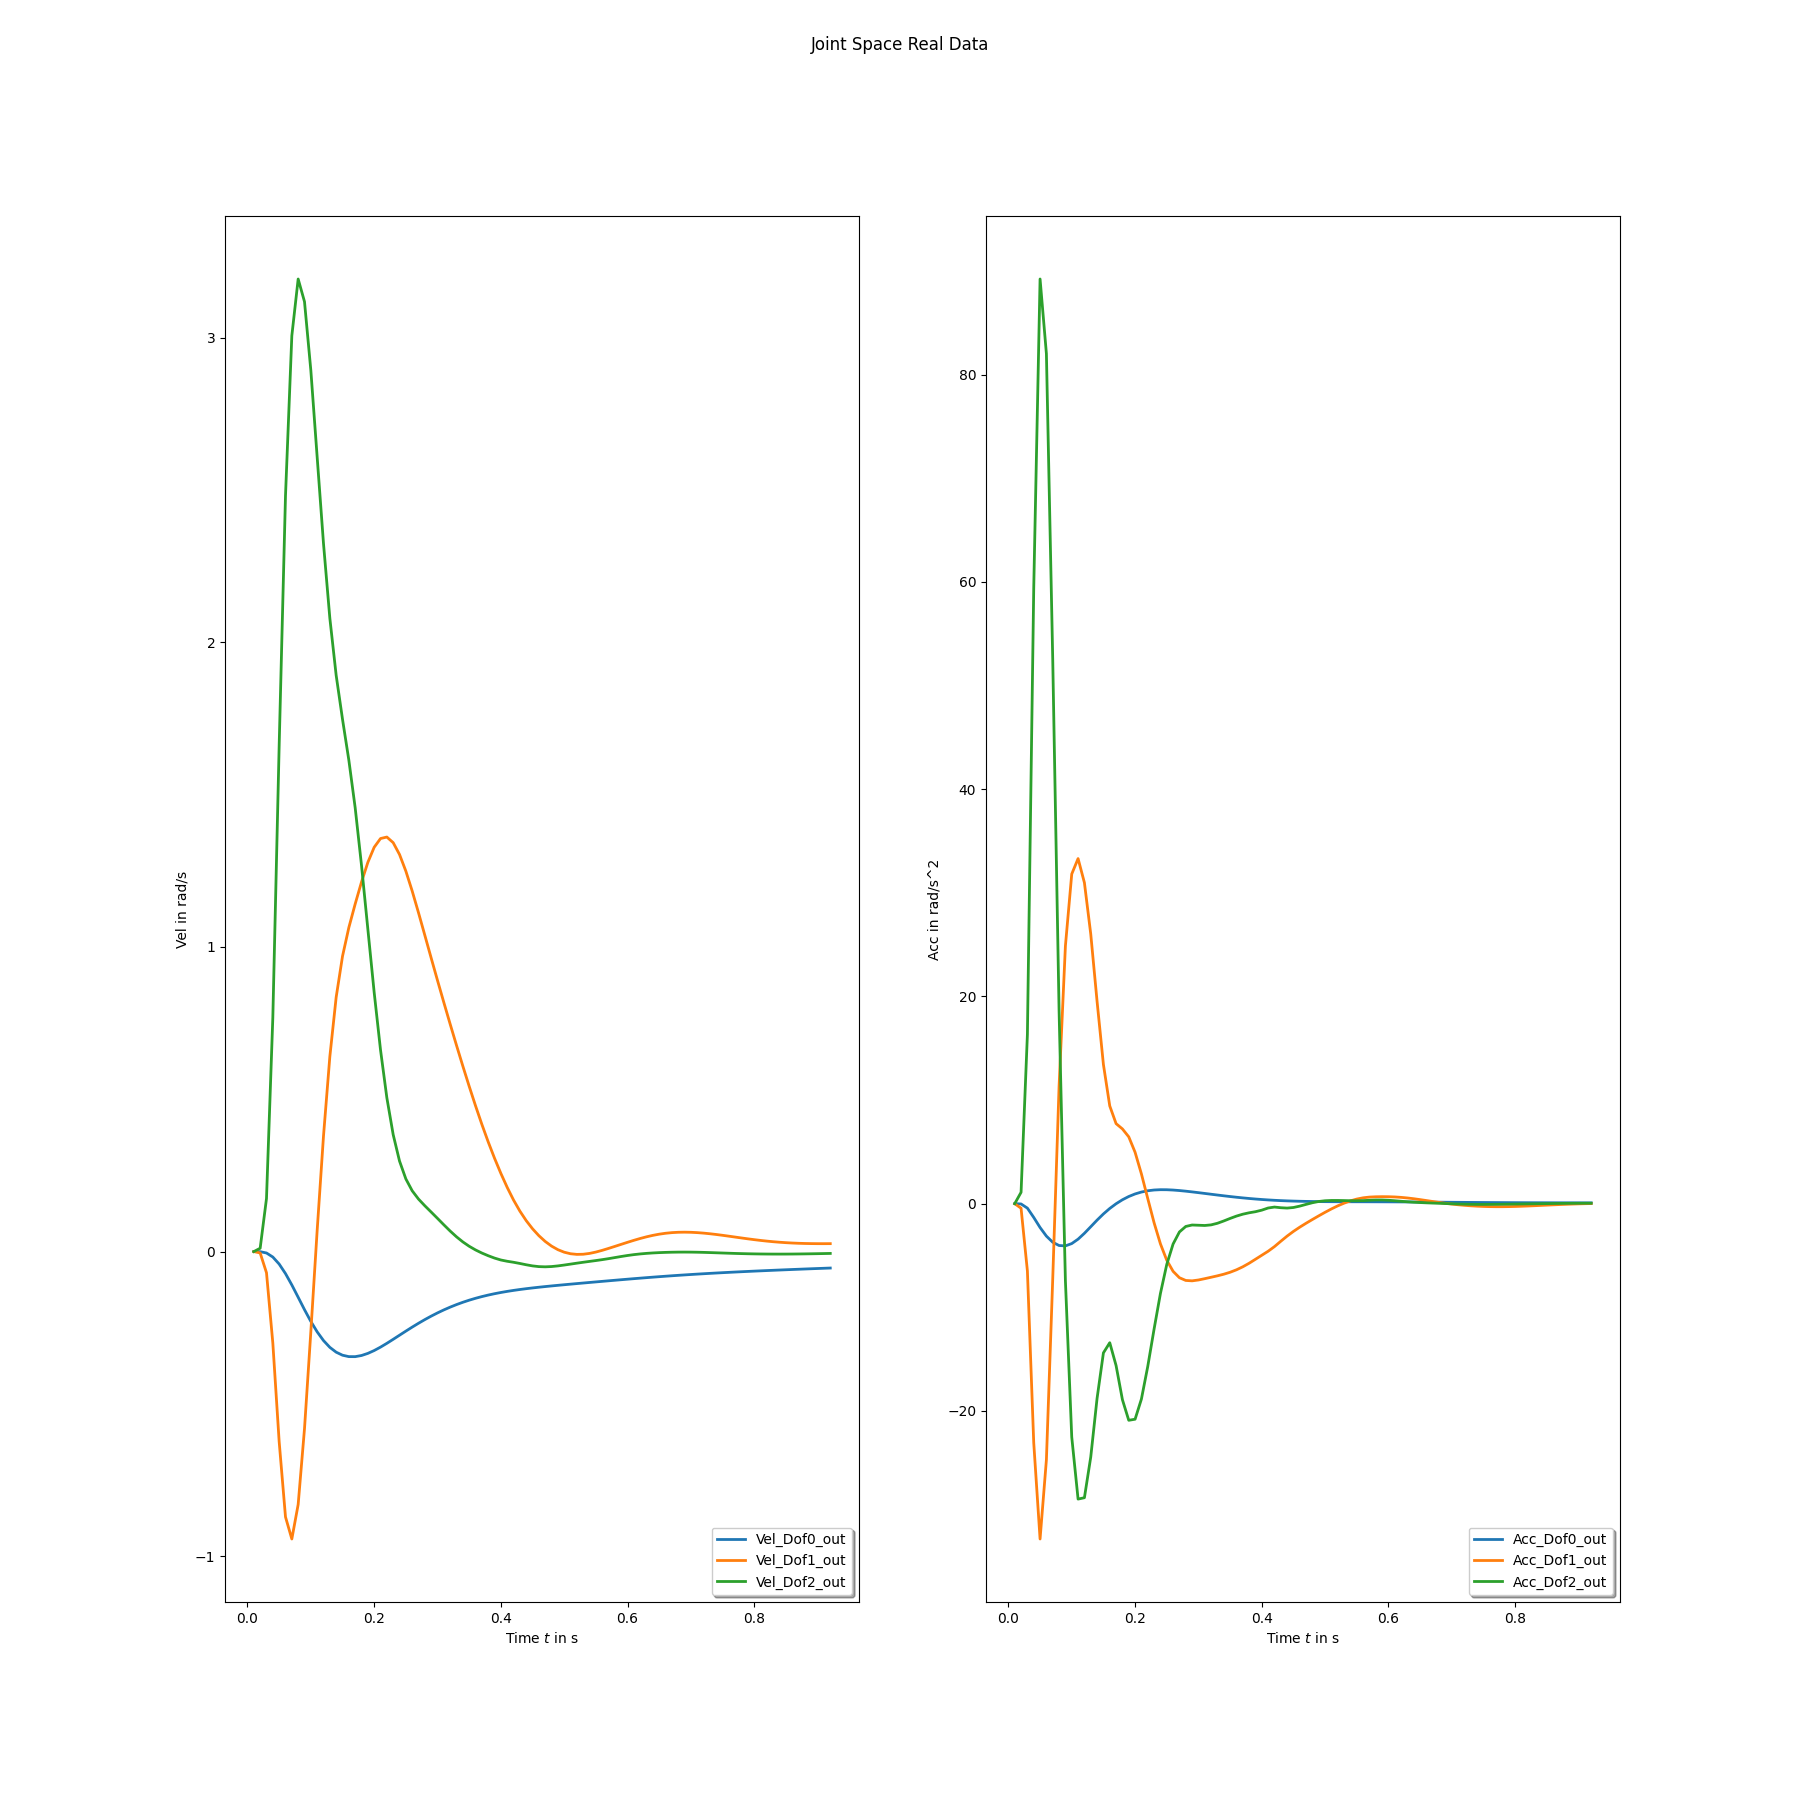 Joint Space Real Data
Vel in rad/s
3
2
1
0
−1
0.0 0.2 0.4 0.6 0.8
Time t in s
Vel_Dof0_out
Vel_Dof1_out
Vel_Dof2_out
Acc in rad/s^2
80
60
40
20
0
−20
0.0 0.2 0.4 0.6 0.8
Time t in s
Acc_Dof0_out
Acc_Dof1_out
Acc_Dof2_out